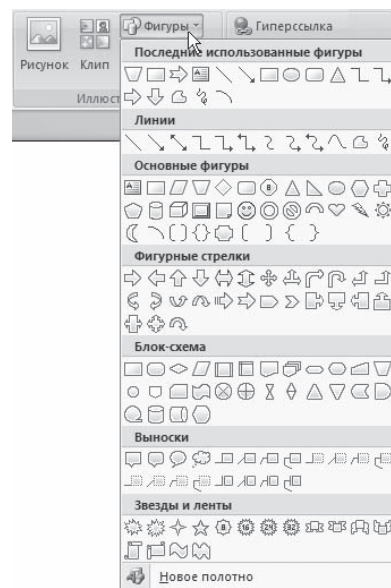 Фигуры
Гиперссылка
Рисунок Клип
Иллюст
Последние использованные фигуры
Линии
Основные фигуры
Фигурные стрелки
Блок-схема
Выноски
Звезды и ленты
Новое полотно